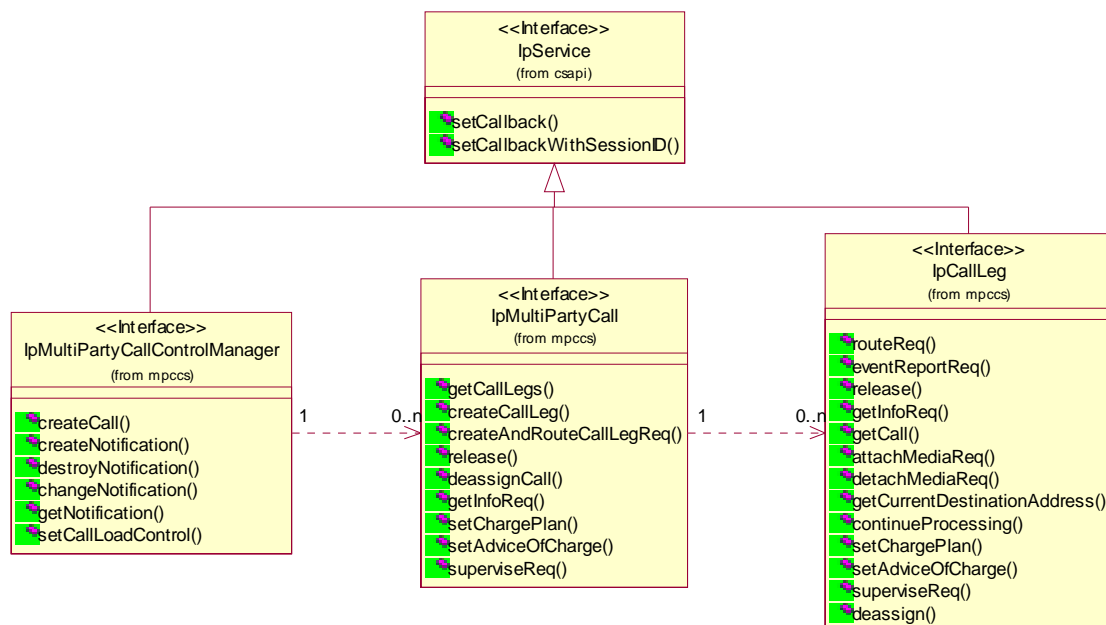 <<Interface>>
IpService
(from csapi)
setCallback()
setCallbackWithSessionID()
<<Interface>>
IpMultiPartyCallControlManager
(from mpccs)
createCall()
createNotification()
destroyNotification()
changeNotification()
getNotification()
setCallLoadControl()
1
0..n
<<Interface>>
IpMultiPartyCall
(from mpccs)
getCallLegs()
createCallLeg()
createAndRouteCallLegReq()
release()
deassignCall()
getInfoReq()
setChargePlan()
setAdviceOfCharge()
superviseReq()
1
0..n
<<Interface>>
IpCallLeg
(from mpccs)
routeReq()
eventReportReq()
release()
getInfoReq()
getCall()
attachMediaReq()
detachMediaReq()
getCurrentDestinationAddress()
continueProcessing()
setChargePlan()
setAdviceOfCharge()
superviseReq()
deassign()